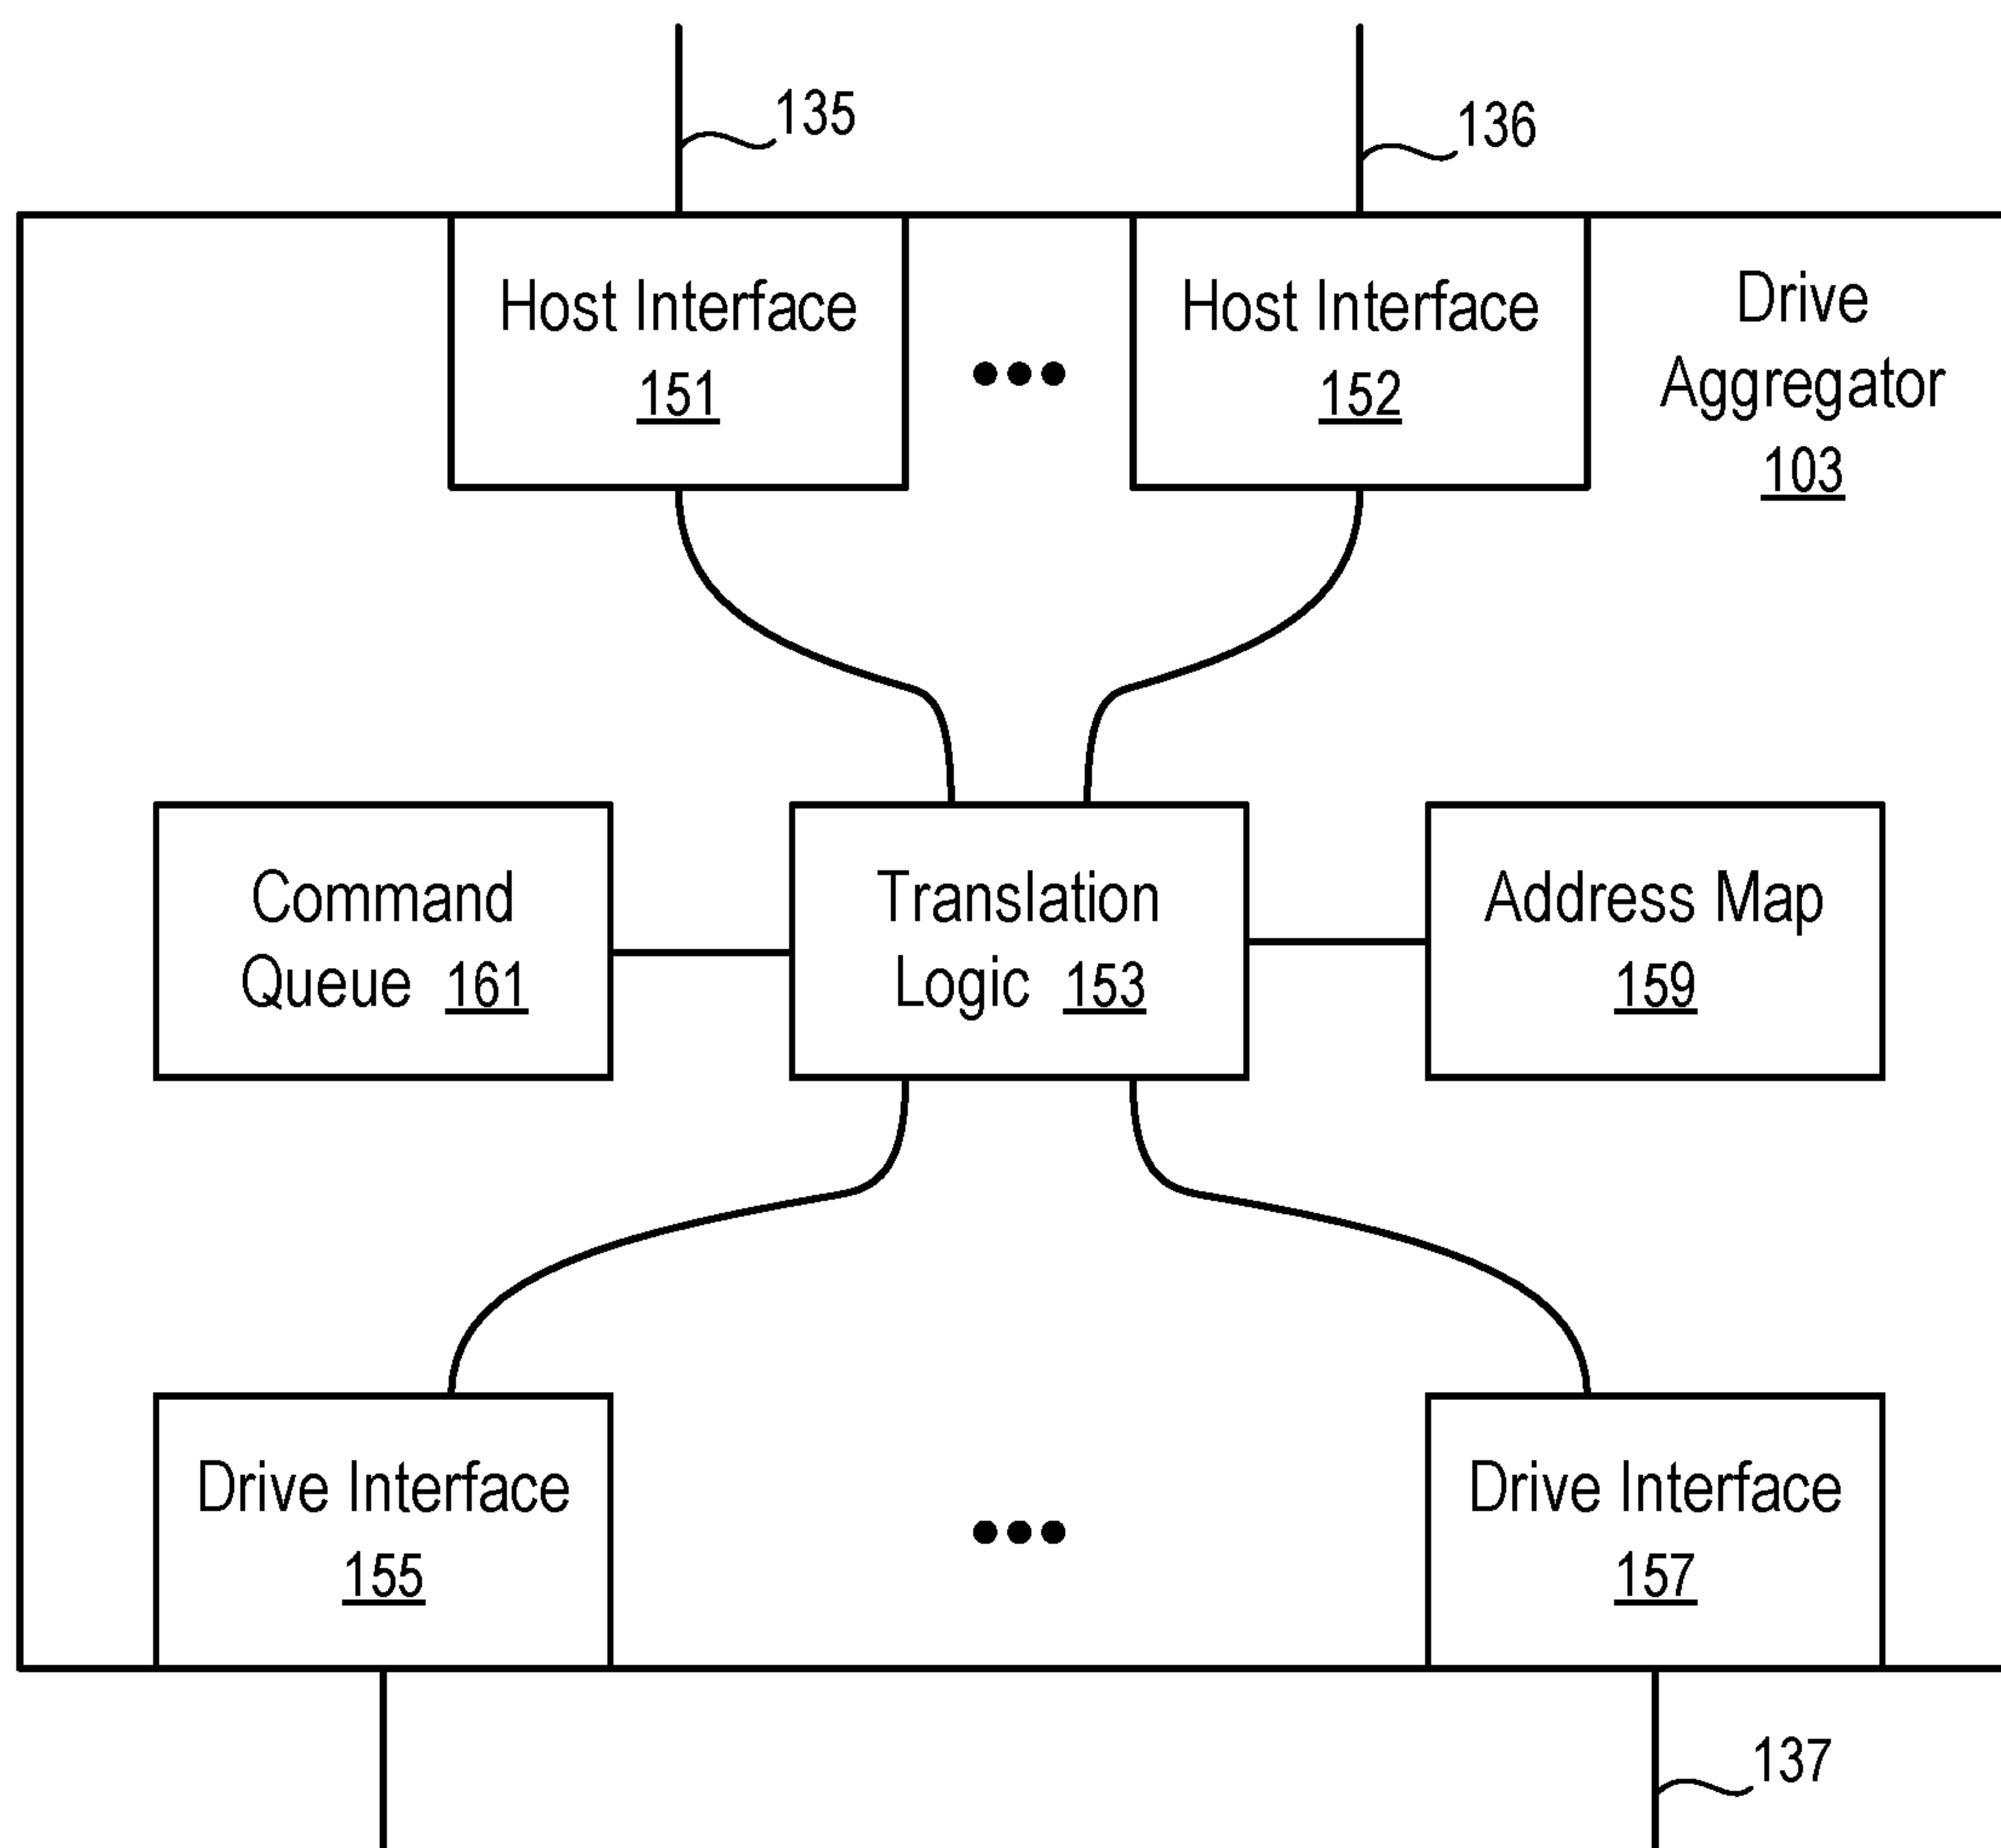 135
136
Host Interface
151
Host Interface
152
Drive
Aggregator
103
Command
Queue 161
Translation
Logic 153
Address Map
159
Drive Interface
155
Drive Interface
157
137